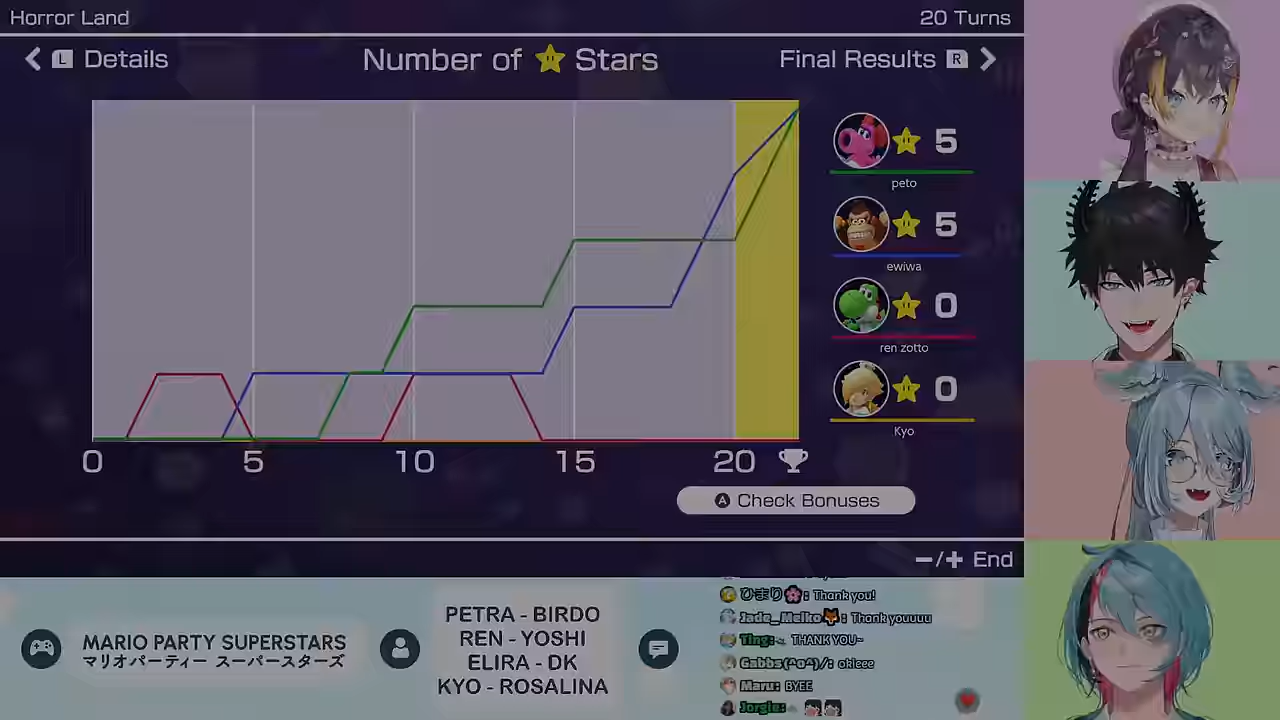 Horror Land
20 Turns
L Details
Number of Stars
Final Results R
5
peto
5
ewiwa
0
ren zotto
0
Kyo
0 5 10 15 20
A Check Bonuses
-/+ End
MARIO PARTY SUPERSTARS
マリオパーティー スーパースターズ
PETRA - BIRDO
REN - YOSHI
ELIRA - DK
KYO - ROSALINA
ひまり🌸: Thank you!
Jade_Meiko🦊: Thank youuuu
Ting: THANK YOU~
Gabbs(^o^)/: okieee
Maru: BYEE
Jorgie: